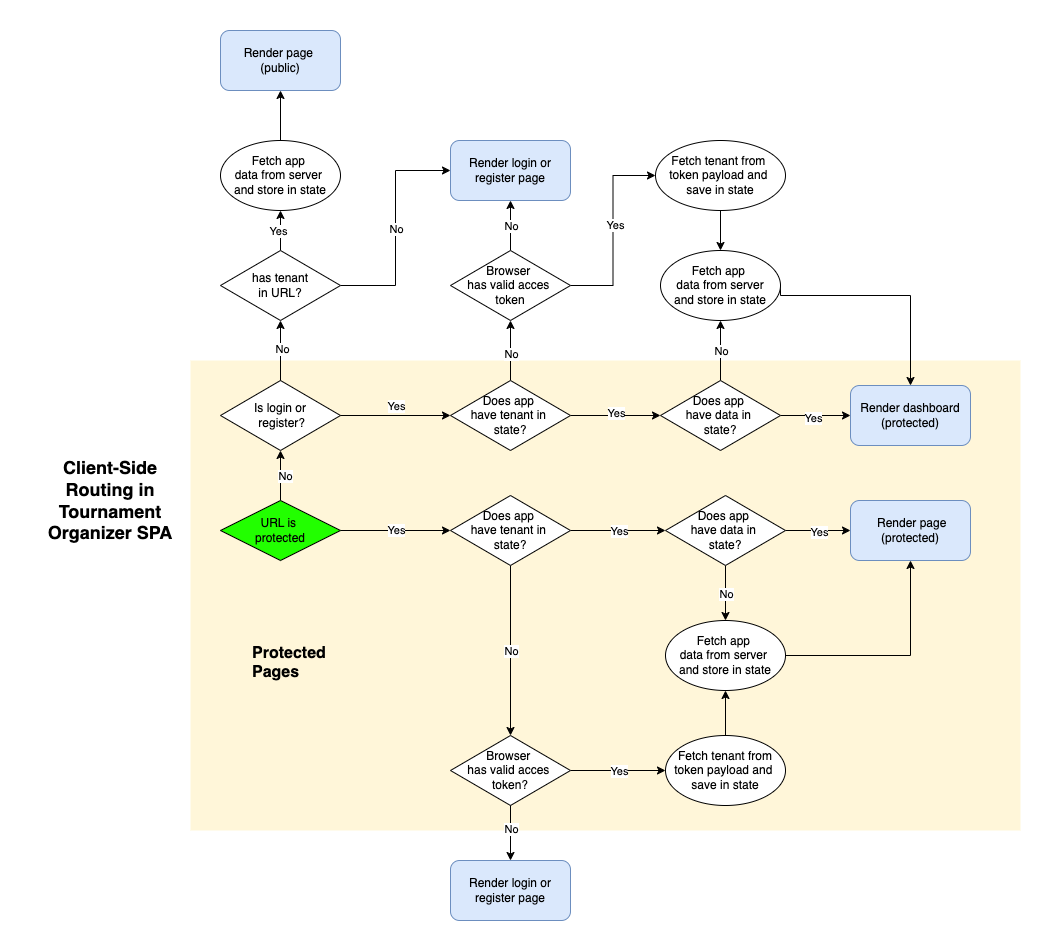 Render page
(public)
Fetch app
data from server
and store in state
Render login or
register page
Fetch tenant from
token payload and
save in state
Yes
No
No
Yes
has tenant
in URL?
Browser
has valid acces
token
Fetch app
data from server
and store in state
No
No
No
Is login or
register?
Yes
Does app
have tenant in
state?
Yes
Does app
have data in
state?
Yes
Render dashboard
(protected)
Client-Side
Routing in
Tournament
Organizer SPA
No
URL is
protected
Yes
Does app
have tenant in
state?
Yes
Does app
have data in
state?
Yes
Render page
(protected)
No
No
Protected
Pages
Fetch app
data from server
and store in state
Browser
has valid acces
token?
Yes
Fetch tenant from
token payload and
save in state
No
Render login or
register page